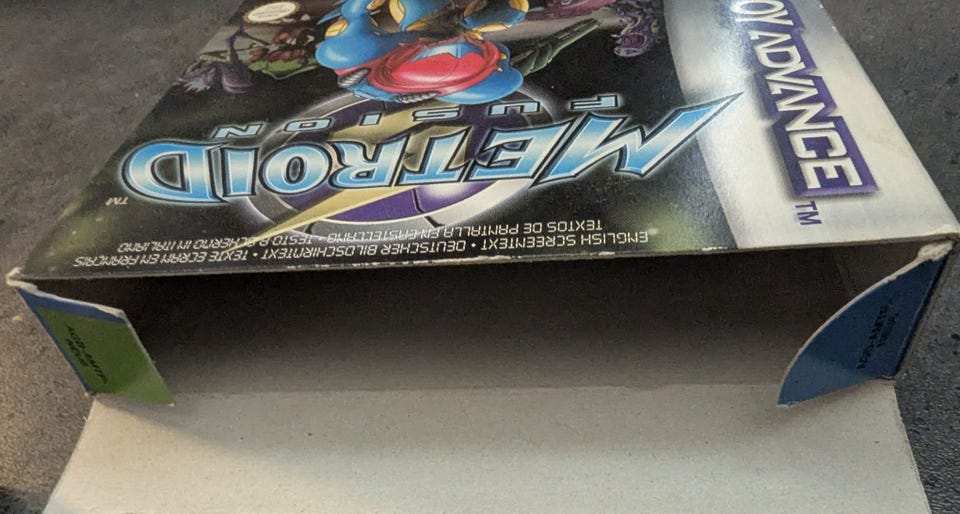 OY ADVANCE TM
ENGLISH SCREENTEXT • DEUTSCHER BILDSCHIRMTEXT • TEXTE ECRAN EN FRANÇAIS
TEXTOS DE PANTALLA EN CASTELLANO • TESTO A SCHERMO IN ITALIANO
METROID TM
FUSION